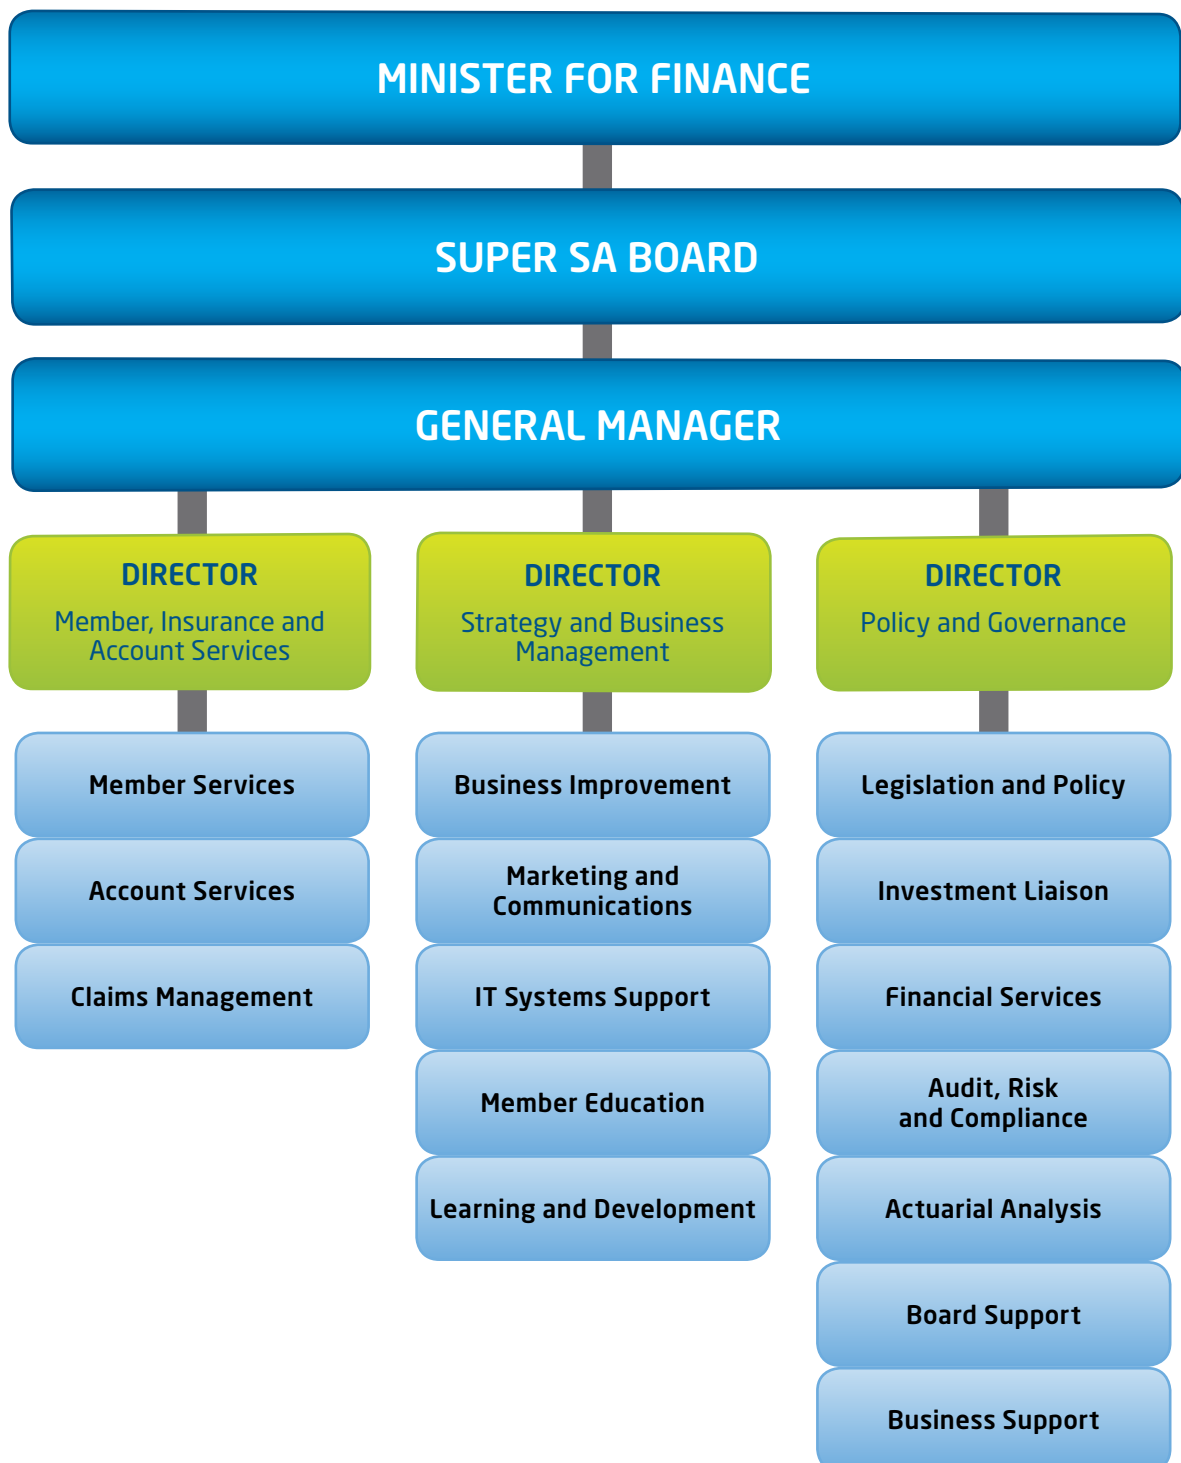 MINISTER FOR FINANCE
SUPER SA BOARD
GENERAL MANAGER
DIRECTOR
Member, Insurance and
Account Services
DIRECTOR
Strategy and Business
Management
DIRECTOR
Policy and Governance
Member Services
Account Services
Claims Management
Business Improvement
Marketing and
Communications
IT Systems Support
Member Education
Learning and Development
Legislation and Policy
Investment Liaison
Financial Services
Audit, Risk
and Compliance
Actuarial Analysis
Board Support
Business Support